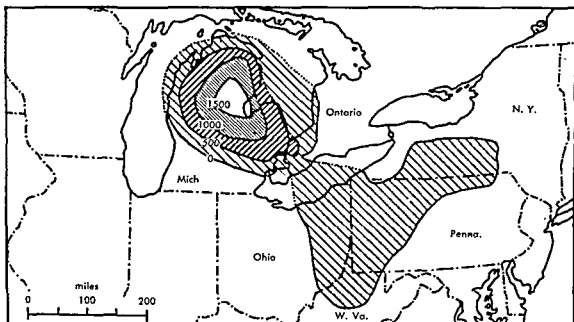 Ontario
N. Y.
1500
1000
500
0
Mich
Penna.
Ohio
miles
0 100 200
W. Va.